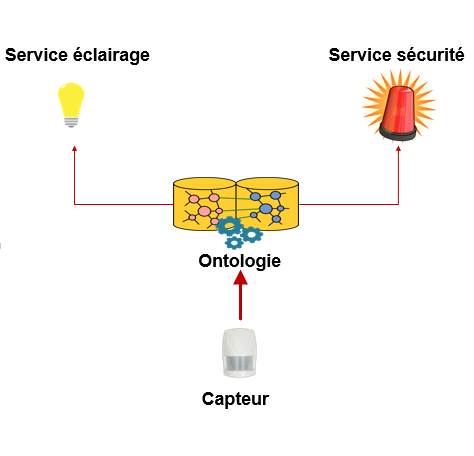 Service éclairage
Service sécurité
Ontologie
Capteur